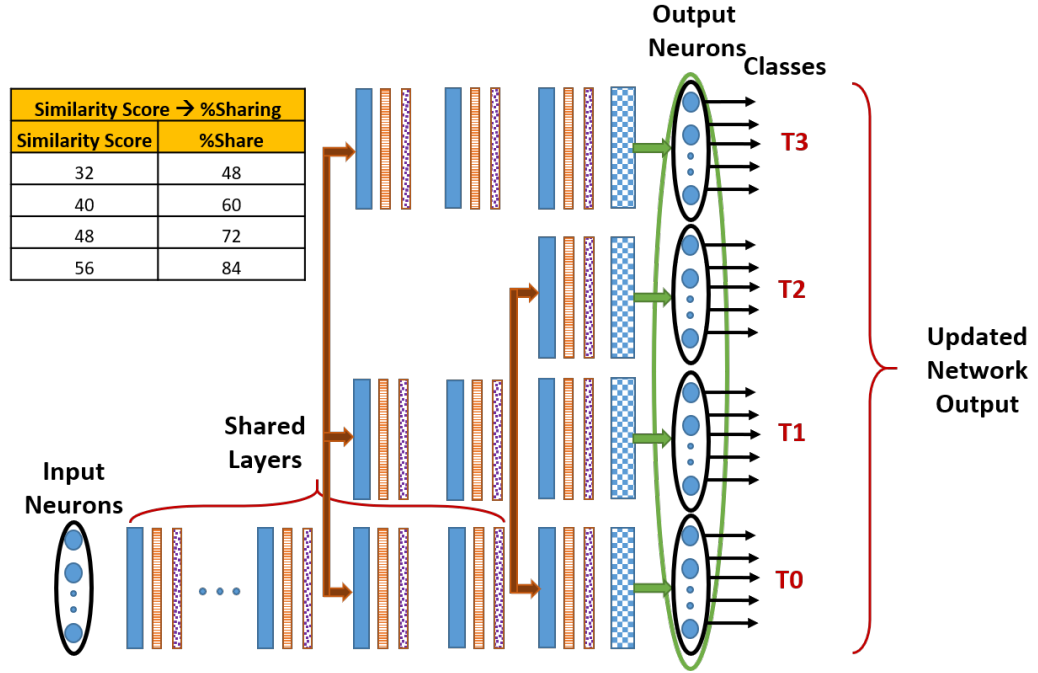 Output
Neurons
Classes
Similarity Score → %Sharing
Similarity Score %Share
32 48
40 60
48 72
56 84
T3
T2
T1
T0
Updated
Network
Output
Shared
Layers
Input
Neurons